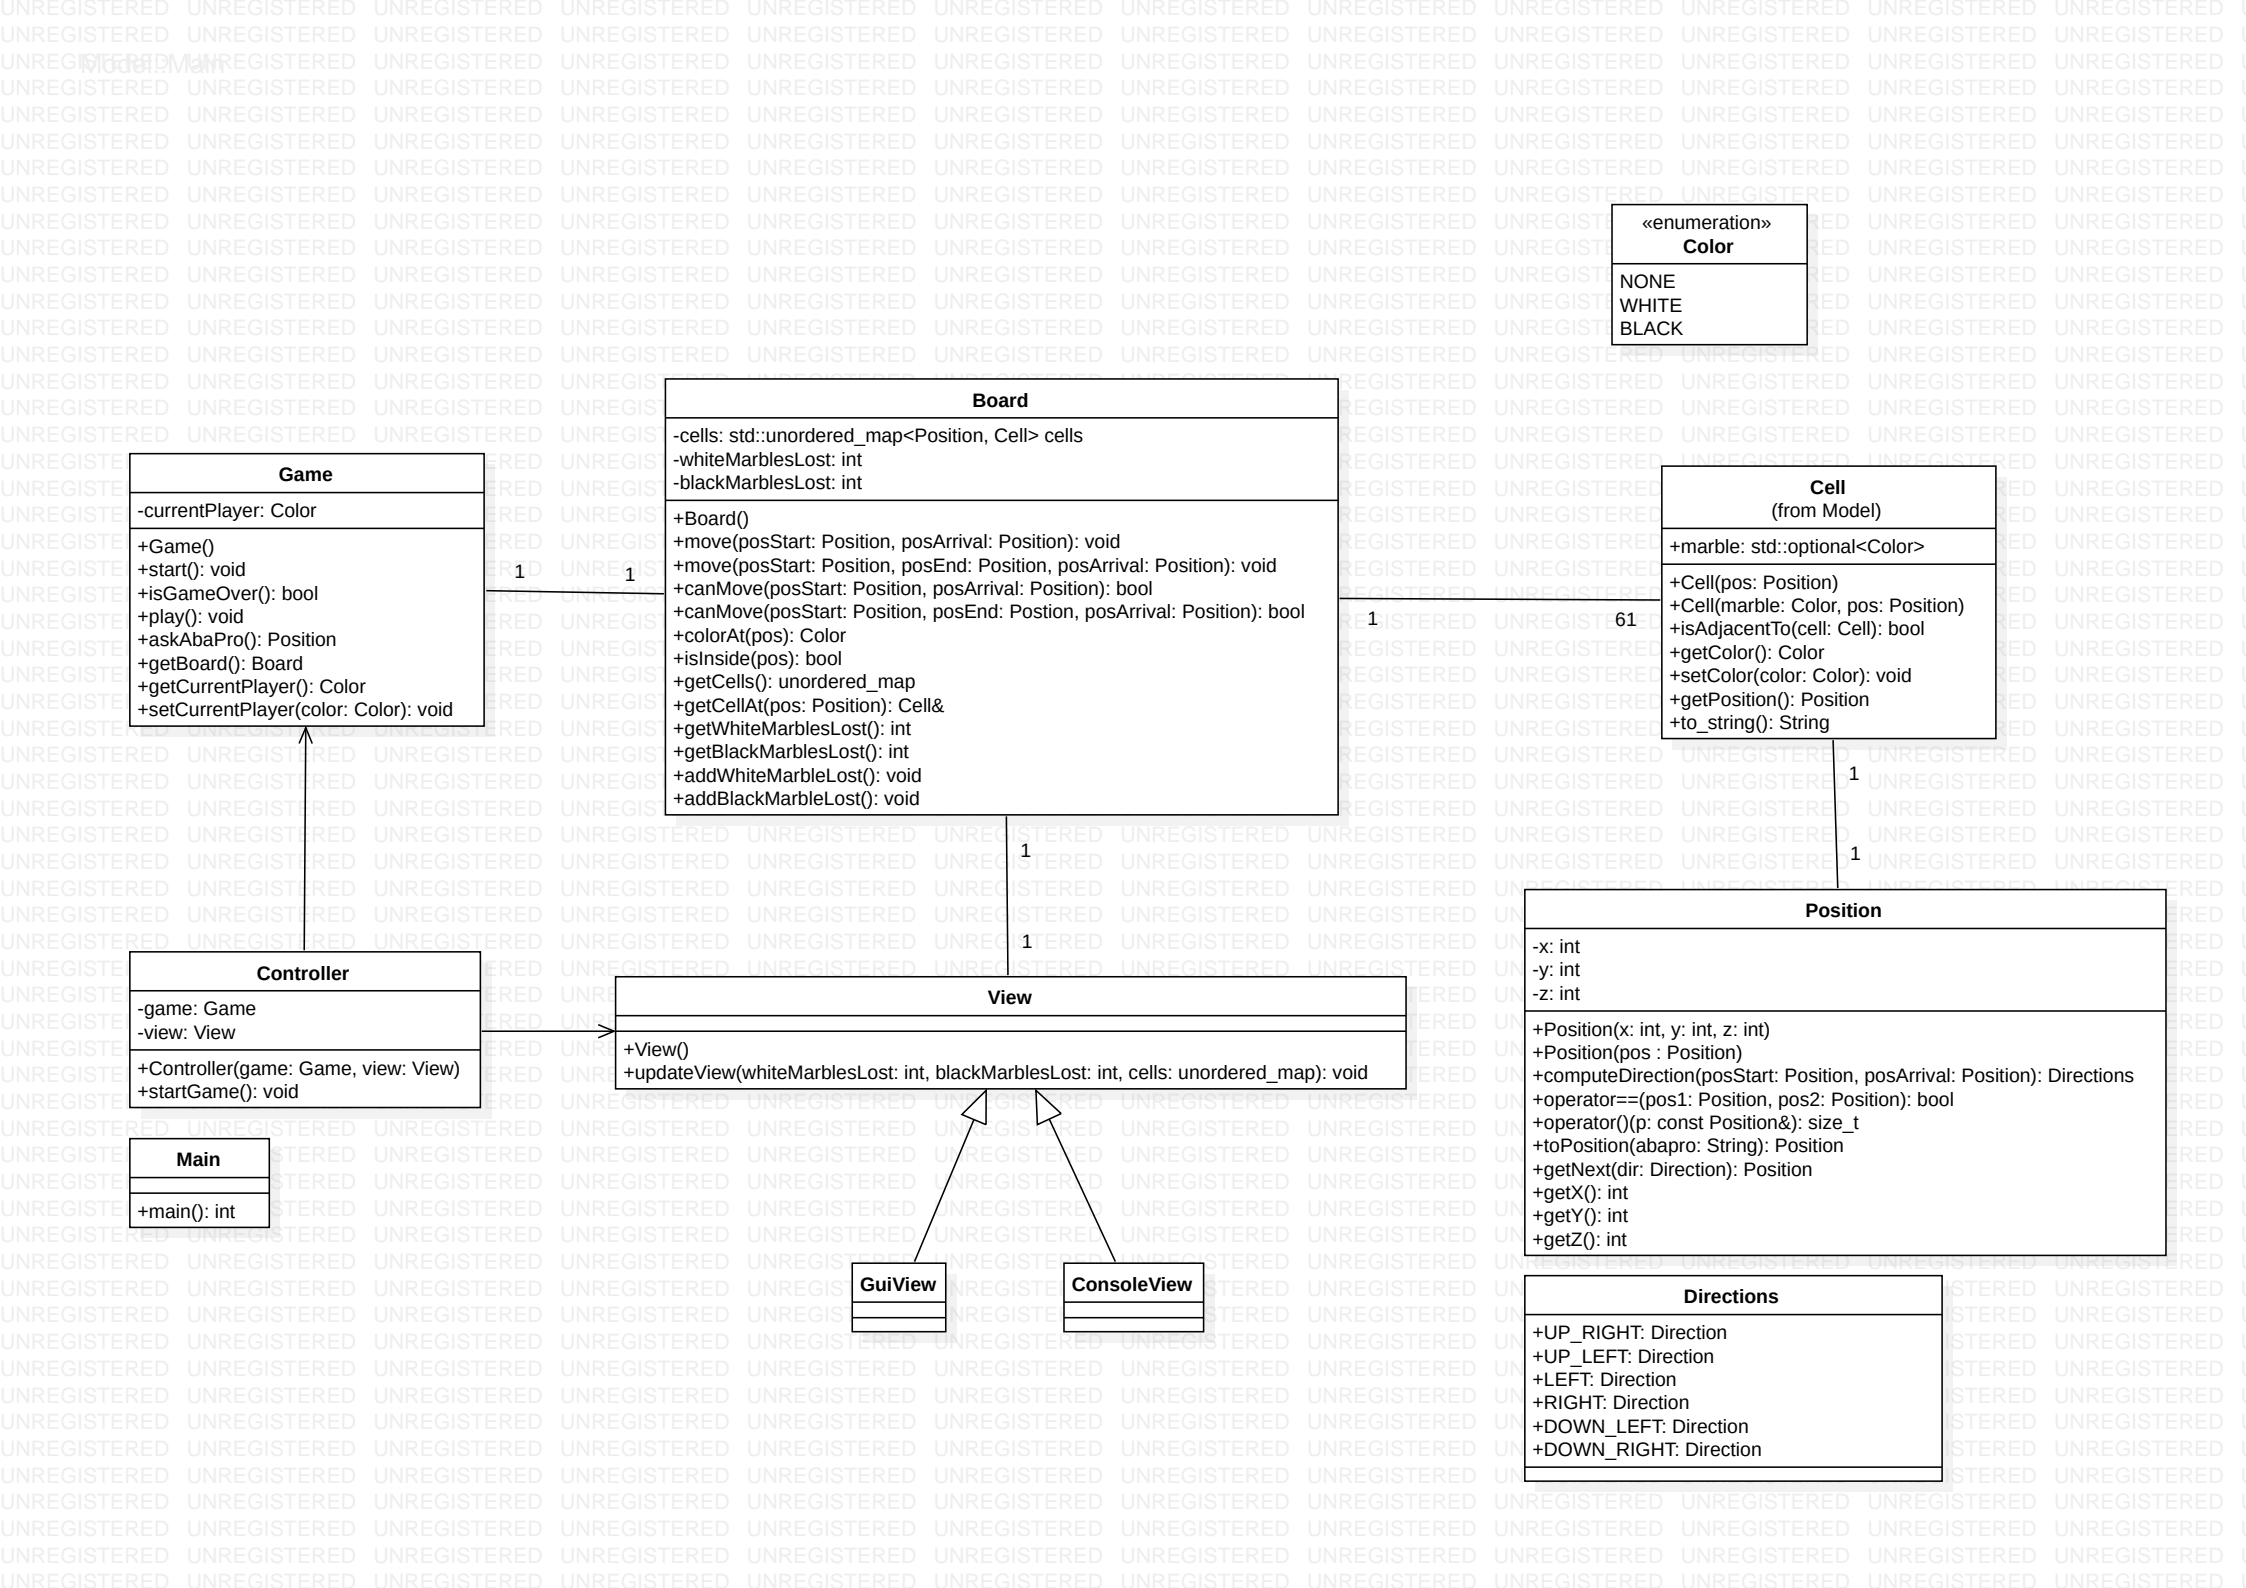 Model::Main
«enumeration»
Color
NONE
WHITE
BLACK
Board
-cells: std::unordered_map<Position, Cell> cells
-whiteMarblesLost: int
-blackMarblesLost: int
+Board()
+move(posStart: Position, posArrival: Position): void
+move(posStart: Position, posEnd: Position, posArrival: Position): void
+canMove(posStart: Position, posArrival: Position): bool
+canMove(posStart: Position, posEnd: Postion, posArrival: Position): bool
+colorAt(pos): Color
+isInside(pos): bool
+getCells(): unordered_map
+getCellAt(pos: Position): Cell&
+getWhiteMarblesLost(): int
+getBlackMarblesLost(): int
+addWhiteMarbleLost(): void
+addBlackMarbleLost(): void
Game
-currentPlayer: Color
+Game()
+start(): void
+isGameOver(): bool
+play(): void
+askAbaPro(): Position
+getBoard(): Board
+getCurrentPlayer(): Color
+setCurrentPlayer(color: Color): void
1
1
1
61
Cell
(from Model)
+marble: std::optional<Color>
+Cell(pos: Position)
+Cell(marble: Color, pos: Position)
+isAdjacentTo(cell: Cell): bool
+getColor(): Color
+setColor(color: Color): void
+getPosition(): Position
+to_string(): String
1
1
1
1
Position
-x: int
-y: int
-z: int
+Position(x: int, y: int, z: int)
+Position(pos : Position)
+computeDirection(posStart: Position, posArrival: Position): Directions
+operator==(pos1: Position, pos2: Position): bool
+operator()(p: const Position&): size_t
+toPosition(abapro: String): Position
+getNext(dir: Direction): Position
+getX(): int
+getY(): int
+getZ(): int
Controller
-game: Game
-view: View
+Controller(game: Game, view: View)
+startGame(): void
View
+View()
+updateView(whiteMarblesLost: int, blackMarblesLost: int, cells: unordered_map): void
Main
+main(): int
GuiView
ConsoleView
Directions
+UP_RIGHT: Direction
+UP_LEFT: Direction
+LEFT: Direction
+RIGHT: Direction
+DOWN_LEFT: Direction
+DOWN_RIGHT: Direction
UNREGISTERED